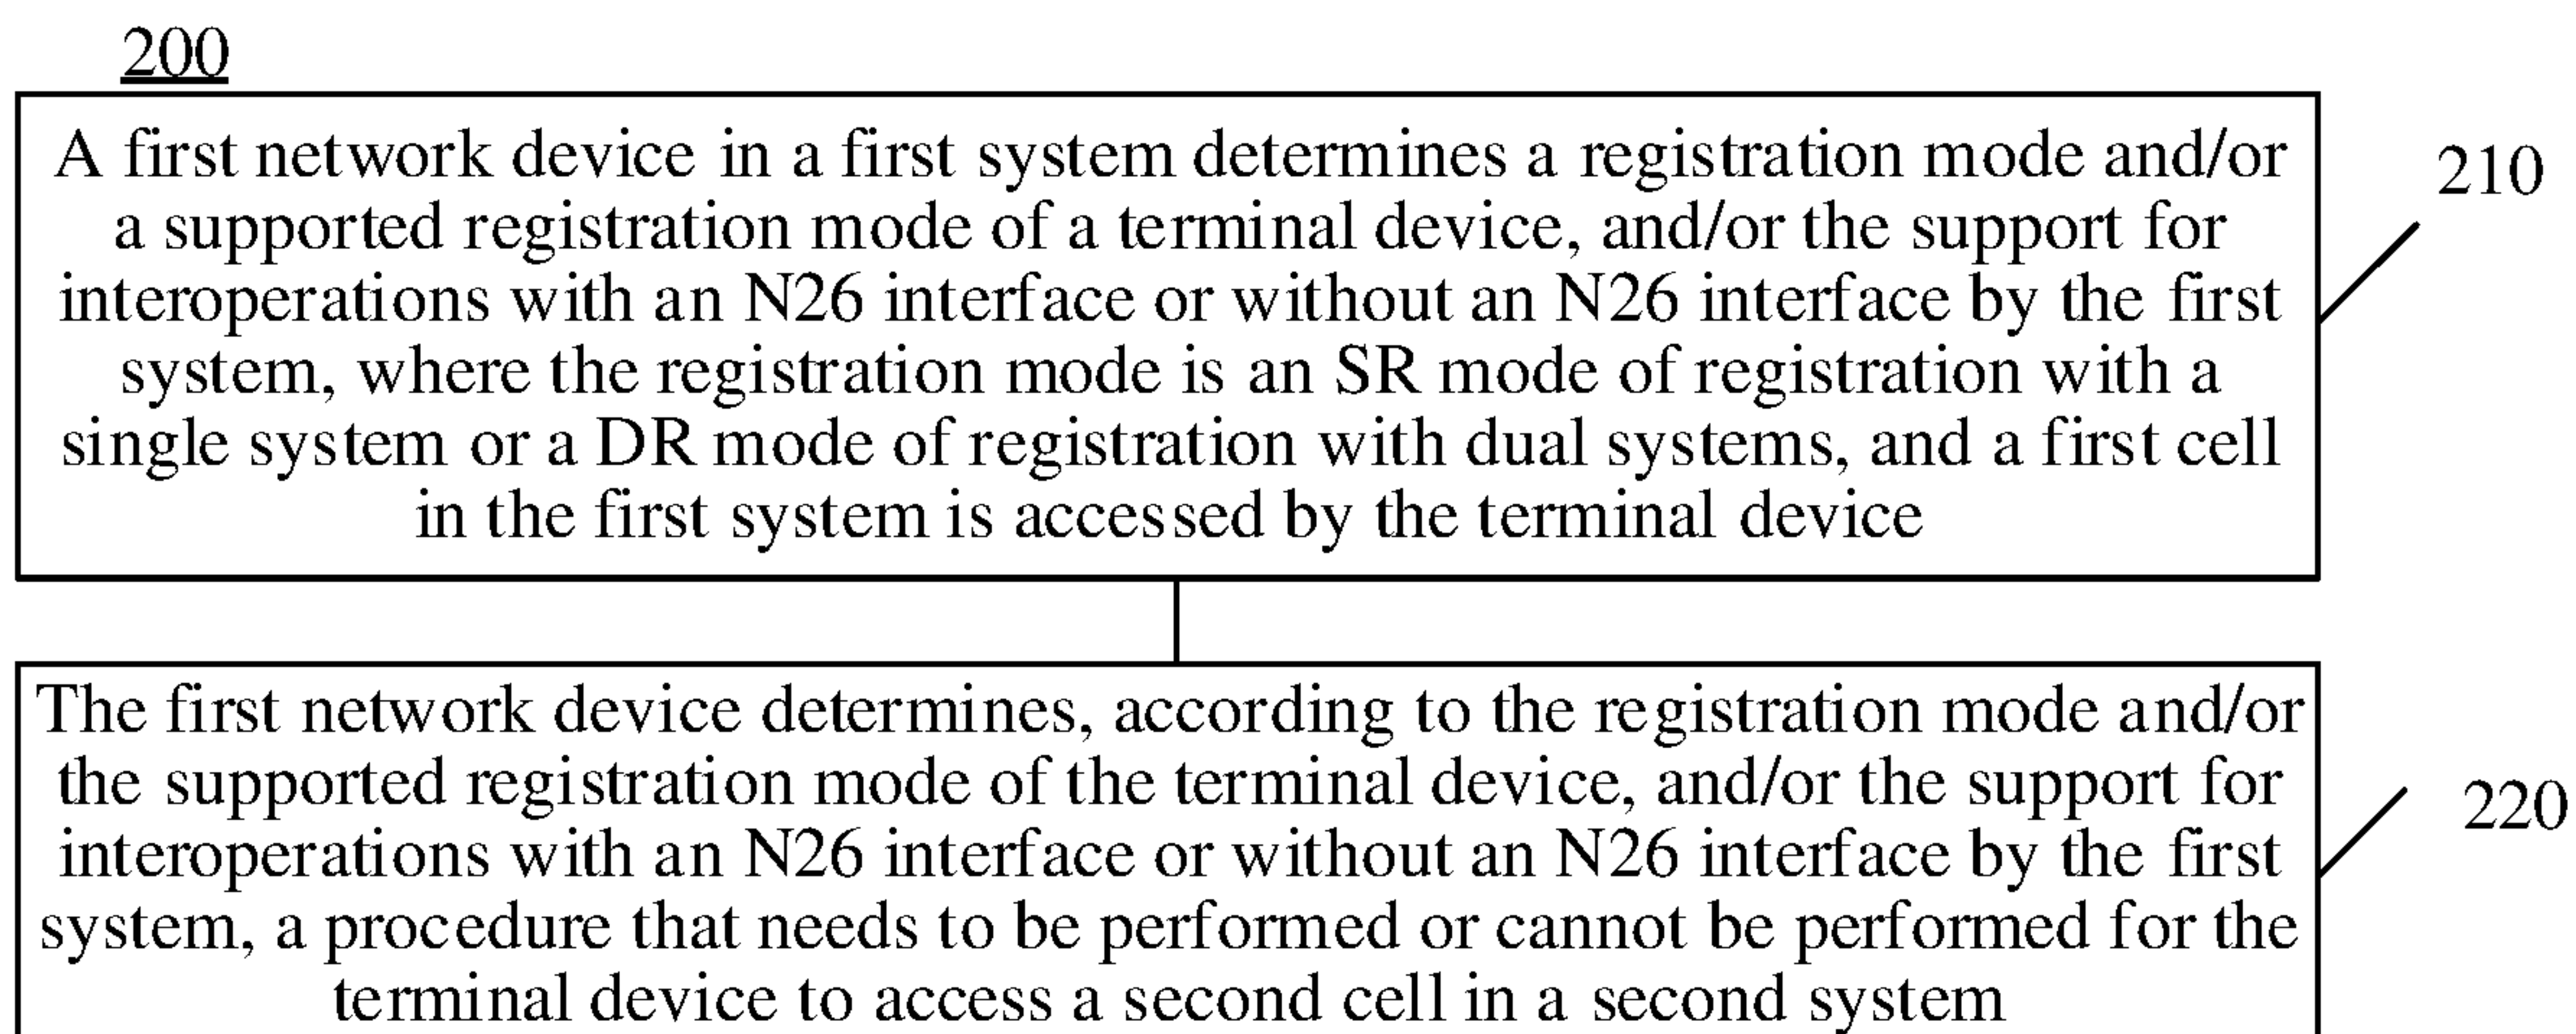 200
A first network device in a first system determines a registration mode and/or
a supported registration mode of a terminal device, and/or the support for
interoperations with an N26 interface or without an N26 interface by the first
system, where the registration mode is an SR mode of registration with a
single system or a DR mode of registration with dual systems, and a first cell
in the first system is accessed by the terminal device
210
The first network device determines, according to the registration mode and/or
the supported registration mode of the terminal device, and/or the support for
interoperations with an N26 interface or without an N26 interface by the first
system, a procedure that needs to be performed or cannot be performed for the
terminal device to access a second cell in a second system
220